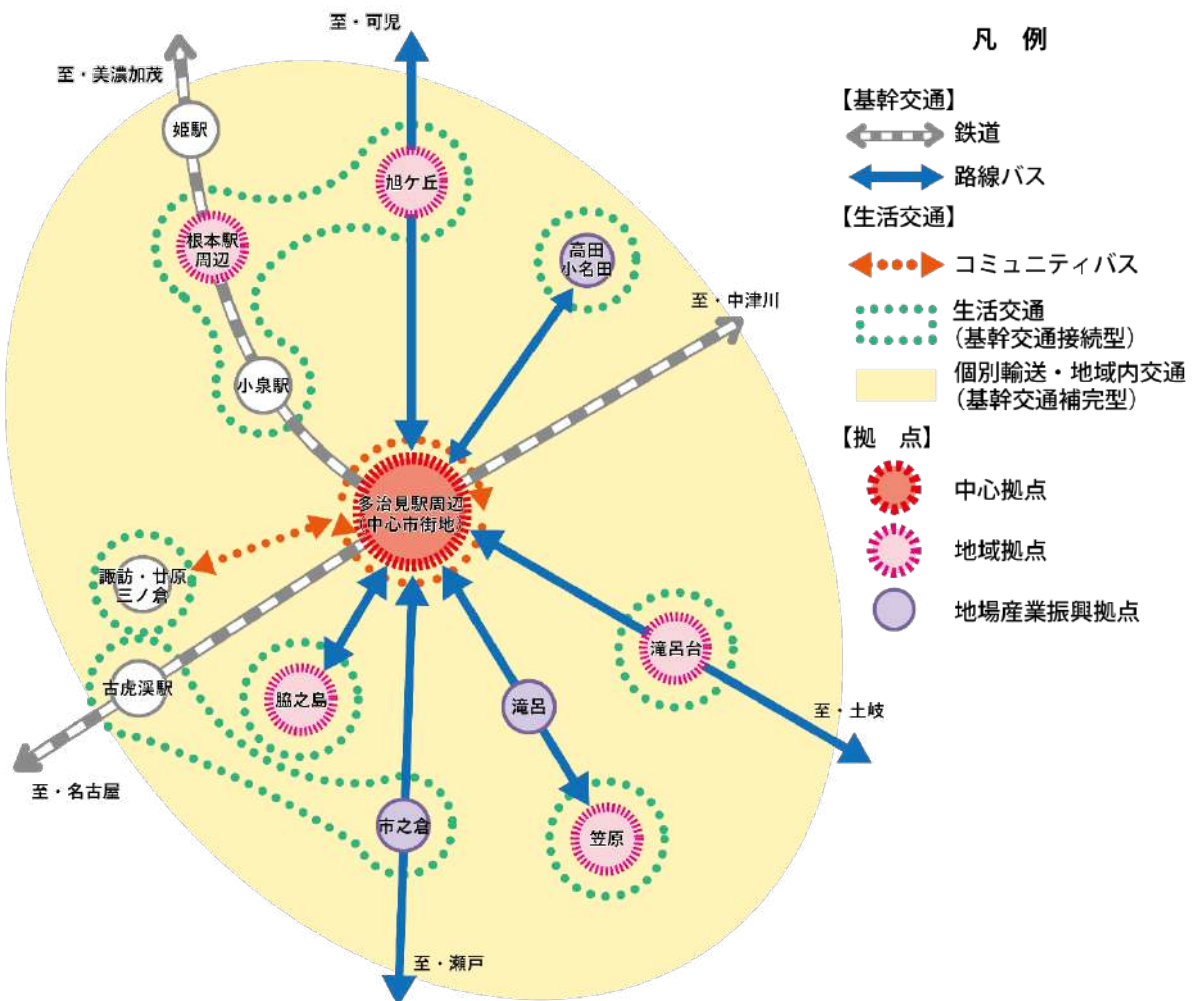 至・可児
至・美濃加茂
姫駅
旭ケ丘
根本駅
周辺
高田
小名田
至・中津川
小泉駅
多治見駅周辺
(中心市街地)
諏訪・廿原
三ノ倉
古虎渓駅
脇之島
滝呂台
滝呂
至・土岐
至・名古屋
市之倉
笠原
至・瀬戸
凡 例
【基幹交通】
鉄道
路線バス
【生活交通】
コミュニティバス
生活交通
(基幹交通接続型)
個別輸送・地域内交通
(基幹交通補完型)
【拠 点】
中心拠点
地域拠点
地場産業振興拠点